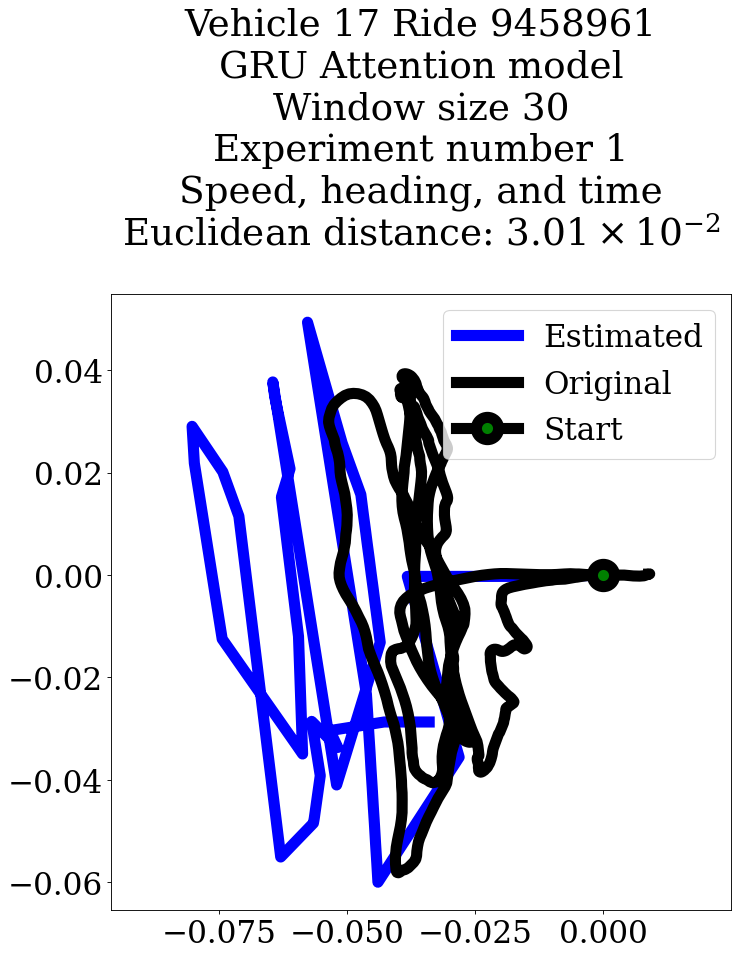 Vehicle 17 Ride 9458961
GRU Attention model
Window size 30
Experiment number 1
Speed, heading, and time
Euclidean distance: 3.01 × 10⁻²
Estimated
Original
Start
0.04
0.02
0.00
−0.02
−0.04
−0.06
−0.075 −0.050 −0.025 0.000